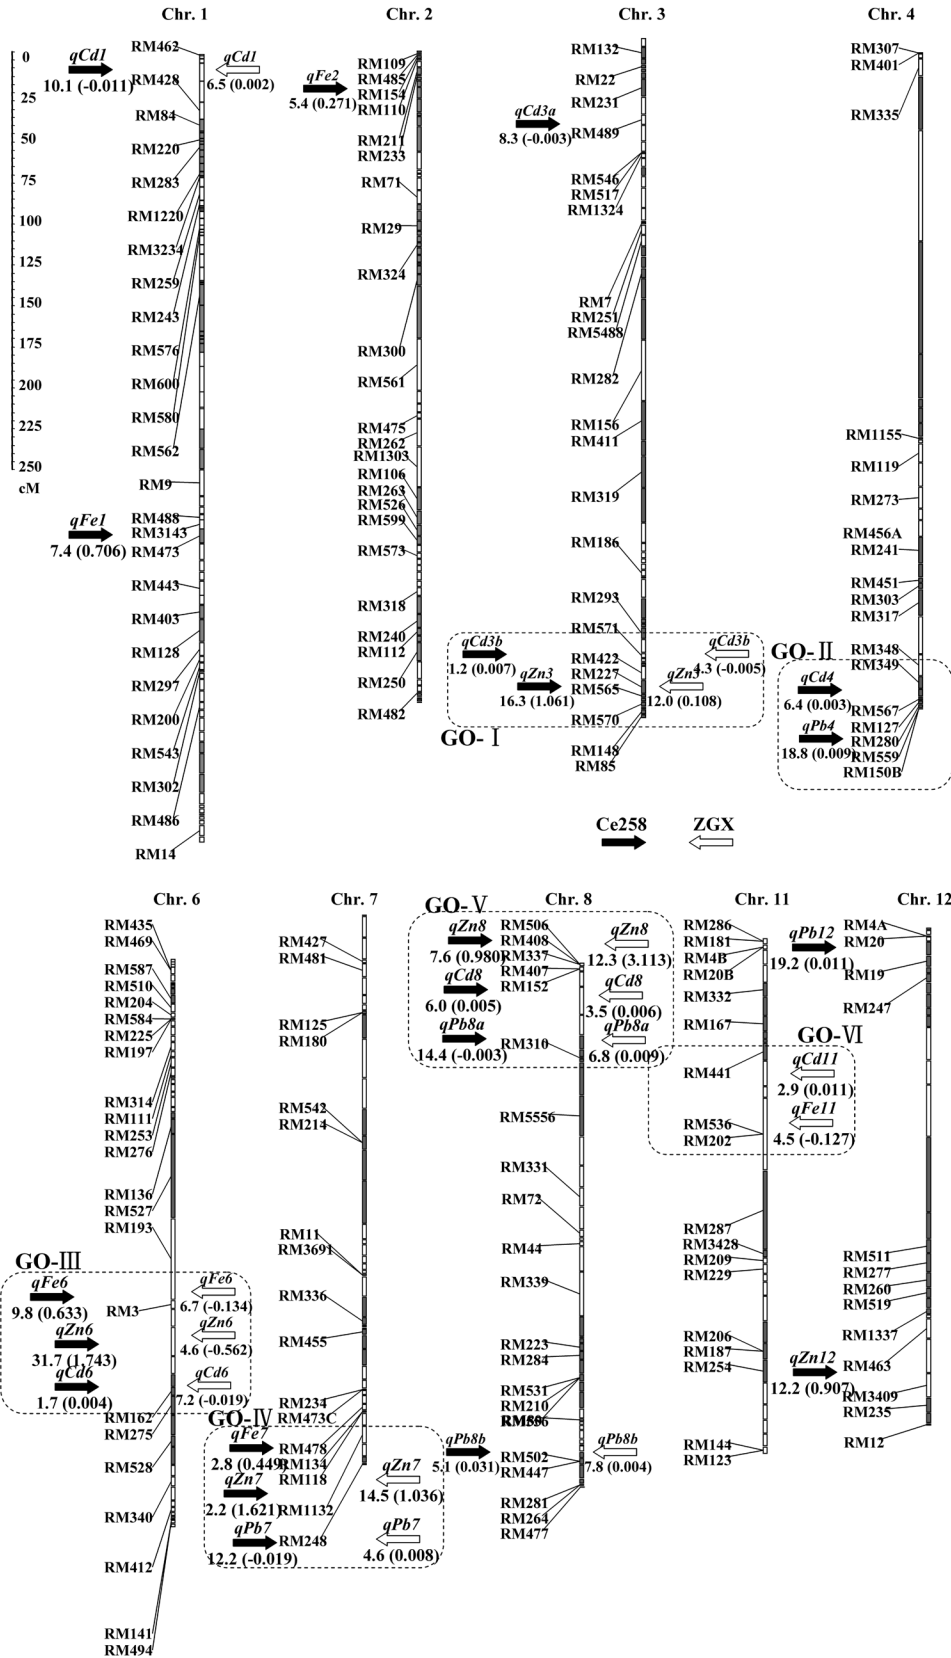 Chr. 1
Chr. 2
Chr. 3
Chr. 4
0
50
75
100
125
150
175
200
225
250
cM
qCd1
10.1 (-0.011)
qFe1
7.4 (0.706)
RM462
RM428
RM84
RM220
RM283
RM1220
RM3234
RM259
RM243
RM576
RM600
RM580
RM562
RM9
RM488
RM3143
RM473
RM443
RM403
RM128
RM297
RM200
RM543
RM302
RM486
RM14
qCd1
6.5 (0.002)
qFe2
5.4 (0.271)
RM109
RM485
RM154
RM110
RM211
RM233
RM71
RM29
RM324
RM300
RM561
RM475
RM262
RM1303
RM106
RM263
RM526
RM599
RM573
RM318
RM240
RM112
RM250
RM482
qCd3a
8.3 (-0.003)
RM132
RM22
RM231
RM489
RM546
RM517
RM1324
RM7
RM251
RM5488
RM282
RM156
RM411
RM319
RM186
RM293
RM571
RM422
RM227
RM565
RM570
RM148
RM85
qCd3b
1.2 (0.007)
qZn3
16.3 (1.061)
qCd3b
4.3 (-0.005)
qZn3
12.0 (0.108)
GO-Ⅰ
RM307
RM401
RM335
RM1155
RM119
RM273
RM456A
RM241
RM451
RM303
RM317
RM348
RM349
RM567
RM127
RM280
RM559
RM150B
GO-Ⅱ
qCd4
6.4 (0.003)
qPb4
18.8 (0.009)
Ce258
ZGX
Chr. 6
Chr. 7
Chr. 8
Chr. 11
Chr. 12
RM435
RM469
RM587
RM510
RM204
RM584
RM225
RM197
RM314
RM111
RM253
RM276
RM136
RM527
RM193
RM3
RM162
RM275
RM528
RM340
RM412
RM141
RM494
GO-Ⅲ
qFe6
9.8 (0.633)
qZn6
31.7 (1.743)
qCd6
1.7 (0.004)
qFe6
6.7 (-0.134)
qZn6
4.6 (-0.562)
qCd6
7.2 (-0.019)
RM427
RM481
RM125
RM180
RM542
RM214
RM11
RM3691
RM336
RM455
RM234
RM473C
RM478
RM134
RM118
RM1132
RM248
GO-Ⅳ
qFe7
2.8 (0.449)
qZn7
2.2 (1.621)
qPb7
12.2 (-0.019)
qZn7
14.5 (1.036)
qPb7
4.6 (0.008)
GO-Ⅴ
qZn8
7.6 (0.980)
qCd8
6.0 (0.005)
qPb8a
14.4 (-0.003)
RM506
RM408
RM337
RM407
RM152
RM310
RM5556
RM331
RM72
RM44
RM339
RM223
RM284
RM531
RM210
RM502
RM447
RM281
RM264
RM477
qZn8
12.3 (3.113)
qCd8
3.5 (0.006)
qPb8a
6.8 (0.009)
qPb8b
5.1 (0.031)
qPb8b
7.8 (0.004)
RM286
RM181
RM4B
RM20B
RM332
RM167
RM441
RM536
RM202
RM287
RM3428
RM209
RM229
RM206
RM187
RM254
RM144
RM123
GO-Ⅵ
qCd11
2.9 (0.011)
qFe11
4.5 (-0.127)
qPb12
19.2 (0.011)
qZn12
12.2 (0.907)
RM4A
RM20
RM19
RM247
RM511
RM277
RM260
RM519
RM1337
RM463
RM3409
RM235
RM12